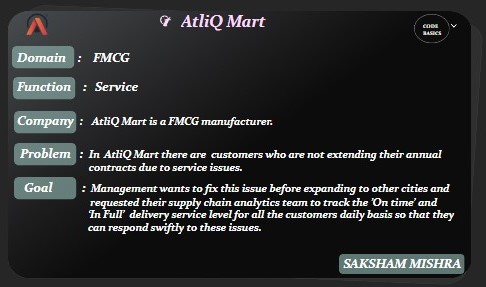 AtliQ Mart
CODE
BASICS
Domain : FMCG
Function : Service
Company : AtliQ Mart is a FMCG manufacturer.
Problem : In AtliQ Mart there are customers who are not extending their annual
contracts due to service issues.
Goal : Management wants to fix this issue before expanding to other cities and
requested their supply chain analytics team to track the 'On time' and
'In Full' delivery service level for all the customers daily basis so that they
can respond swiftly to these issues.
SAKSHAM MISHRA